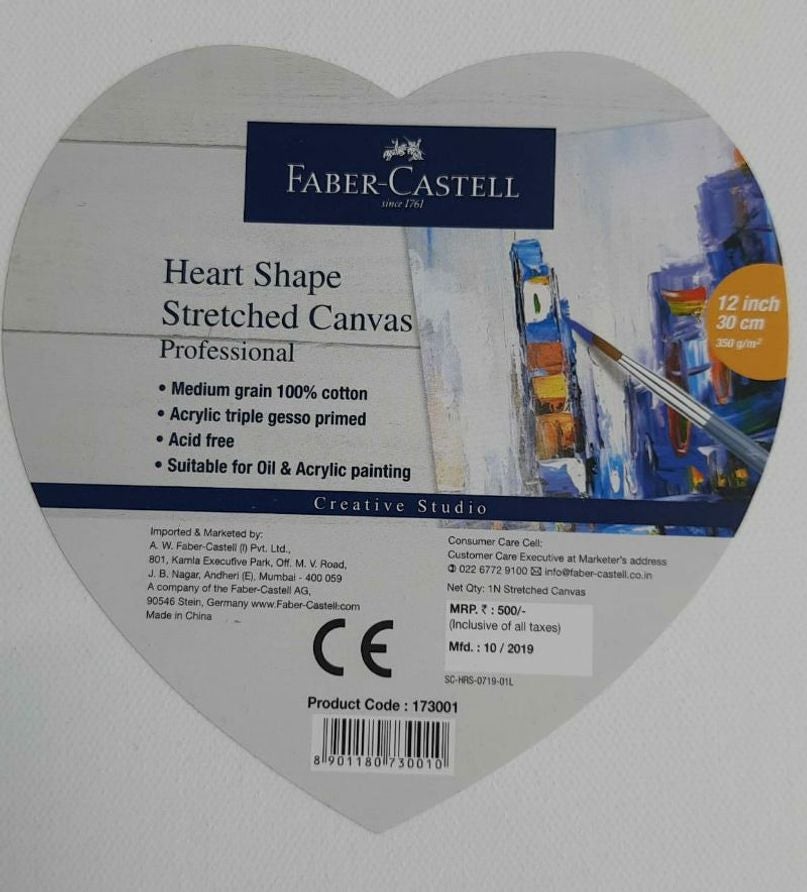 FABER-CASTELL
since 1761
Heart Shape
Stretched Canvas
Professional
• Medium grain 100% cotton
• Acrylic triple gesso primed
• Acid free
• Suitable for Oil & Acrylic painting
12 inch
30 cm
350 g/m²
Creative Studio
Imported & Marketed by:
A. W. Faber-Castell (I) Pvt. Ltd.,
801, Kamla Executive Park, Off. M. V. Road,
J. B. Nagar, Andheri (E), Mumbai - 400 059
A company of the Faber-Castell AG,
90546 Stein, Germany www.Faber-Castell.com
Made in China
Consumer Care Cell:
Customer Care Executive at Marketer's address
✆ 022 6772 9100 ✉ info@faber-castell.co.in
Net Qty: 1N Stretched Canvas
MRP. ₹ : 500/-
(Inclusive of all taxes)
Mfd. : 10 / 2019
SC-HRS-0719-01L
CE
Product Code : 173001
8 901180 730010